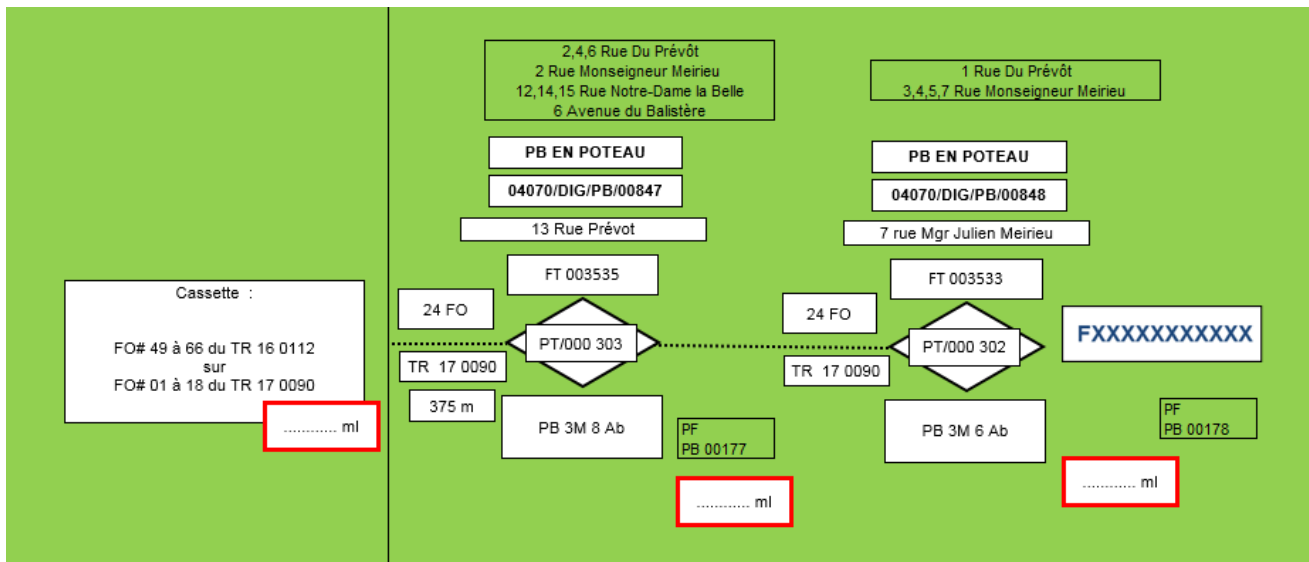 2,4,6 Rue Du Prévôt
2 Rue Monseigneur Meirieu
12,14,15 Rue Notre-Dame la Belle
6 Avenue du Balistère
1 Rue Du Prévôt
3,4,5,7 Rue Monseigneur Meirieu
PB EN POTEAU
04070/DIG/PB/00847
13 Rue Prévot
PB EN POTEAU
04070/DIG/PB/00848
7 rue Mgr Julien Meirieu
Cassette :
FO# 49 à 66 du TR 16 0112
sur
FO# 01 à 18 du TR 17 0090
............ ml
24 FO
TR 17 0090
375 m
FT 003535
PT/000 303
PB 3M 8 Ab
PF
PB 00177
............ ml
24 FO
TR 17 0090
FT 003533
PT/000 302
PB 3M 6 Ab
FXXXXXXXXXXX
PF
PB 00178
............ ml